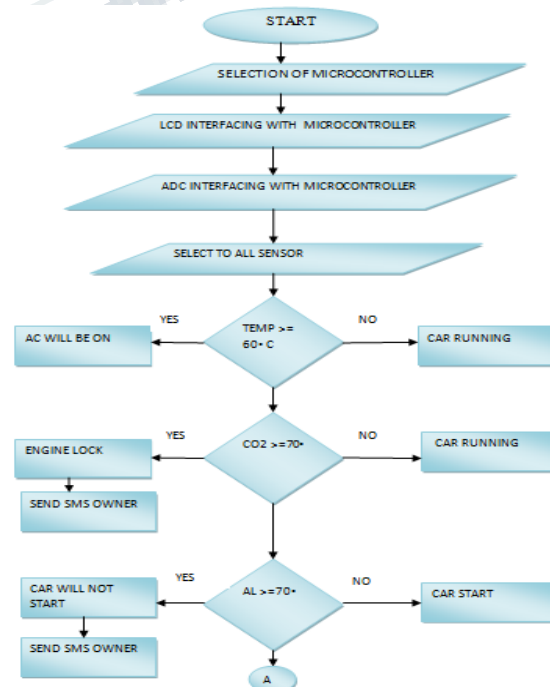 START
SELECTION OF MICROCONTROLLER
LCD INTERFACING WITH MICROCONTROLLER
ADC INTERFACING WITH MICROCONTROLLER
SELECT TO ALL SENSOR
YES
TEMP >=
60• C
NO
AC WILL BE ON
CAR RUNNING
YES
CO2 >=70•
NO
ENGINE LOCK
CAR RUNNING
SEND SMS OWNER
YES
AL >=70•
NO
CAR WILL NOT
START
CAR START
SEND SMS OWNER
A